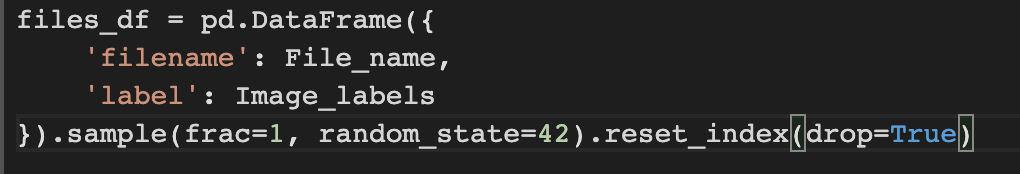 files_df = pd.DataFrame({
    'filename': File_name,
    'label': Image_labels
}).sample(frac=1, random_state=42).reset_index(drop=True)